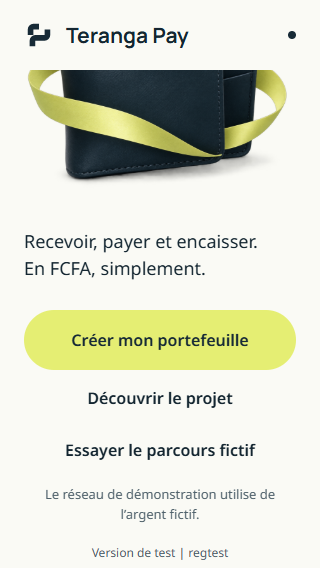 Teranga Pay
Recevoir, payer et encaisser.
En FCFA, simplement.
Créer mon portefeuille
Découvrir le projet
Essayer le parcours fictif
Le réseau de démonstration utilise de
l’argent fictif.
Version de test | regtest